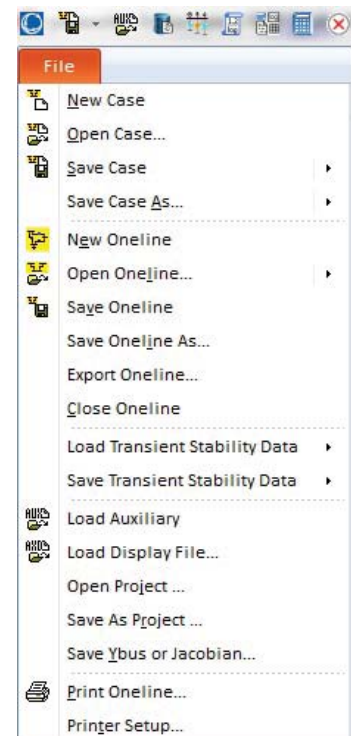 File
New Case
Open Case...
Save Case
Save Case As...
New Oneline
Open Oneline...
Save Oneline
Save Oneline As...
Export Oneline...
Close Oneline
Load Transient Stability Data
Save Transient Stability Data
Load Auxiliary
Load Display File...
Open Project ...
Save As Project ...
Save Ybus or Jacobian...
Print Oneline...
Printer Setup...